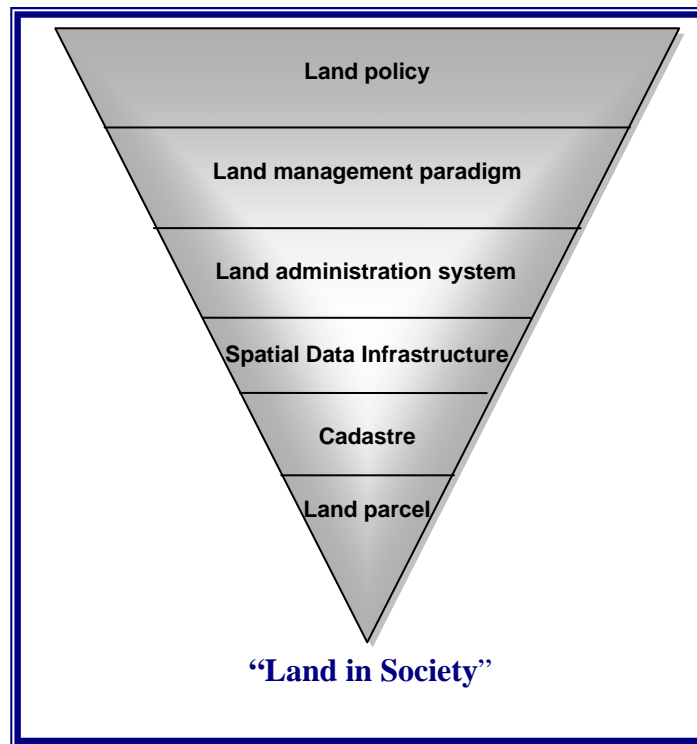 Land policy
Land management paradigm
Land administration system
Spatial Data Infrastructure
Cadastre
Land parcel
“Land in Society”